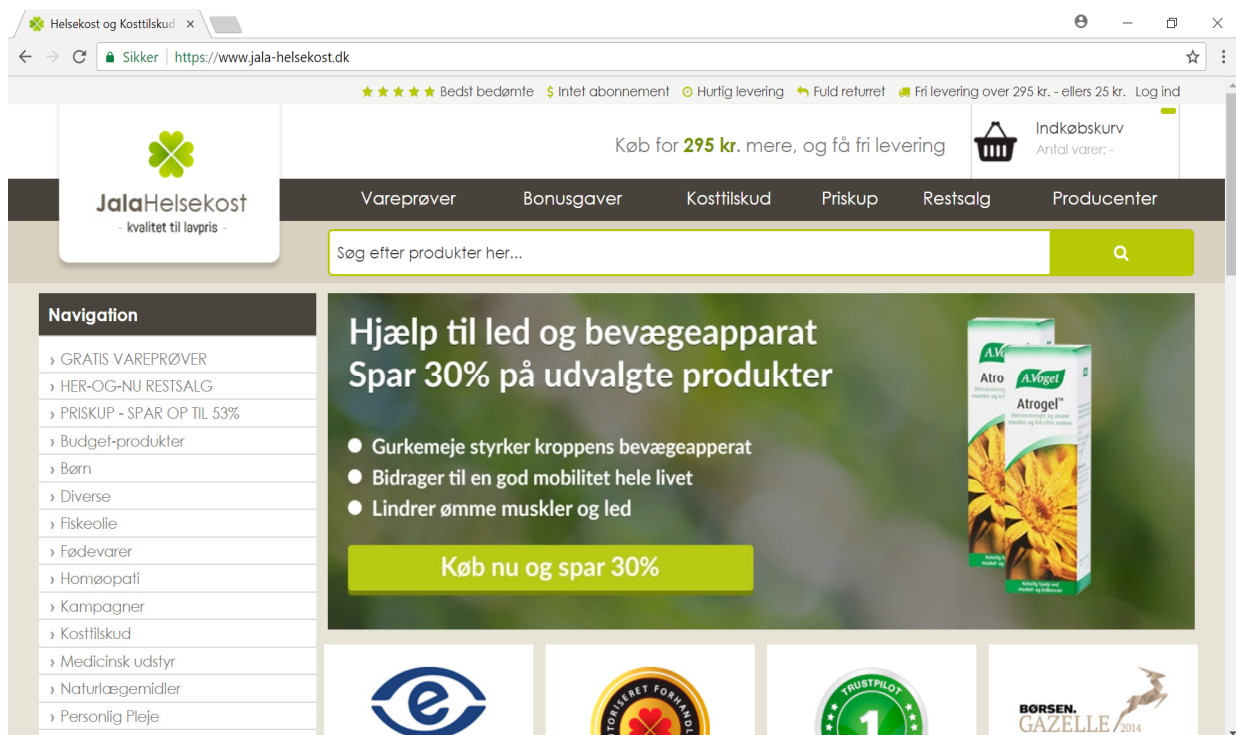 Helsekost og Kosttilskud
Sikker
https://www.jala-helsekost.dk
Bedst bedømte
$ Intet abonnement
Hurtig levering
Fuld returret
Fri levering over 295 kr. - ellers 25 kr.
Log ind
JalaHelsekost
- kvalitet til lavpris -
Køb for 295 kr. mere, og få fri levering
Indkøbskurv
Antal varer: -
Vareprøver
Bonusgaver
Kosttilskud
Priskup
Restsalg
Producenter
Søg efter produkter her...
Navigation
› GRATIS VAREPRØVER
› HER-OG-NU RESTSALG
› PRISKUP - SPAR OP TIL 53%
› Budget-produkter
› Børn
› Diverse
› Fiskeolie
› Fødevarer
› Homøopati
› Kampagner
› Kosttilskud
› Medicinsk udstyr
› Naturlægemidler
› Personlig Pleje
Hjælp til led og bevægeapparat
Spar 30% på udvalgte produkter
Gurkemeje styrker kroppens bevægeapperat
Bidrager til en god mobilitet hele livet
Lindrer ømme muskler og led
Køb nu og spar 30%
A.Vogel
Atrogel™
e
TRUSTPILOT
1
BØRSEN.
GAZELLE 2014